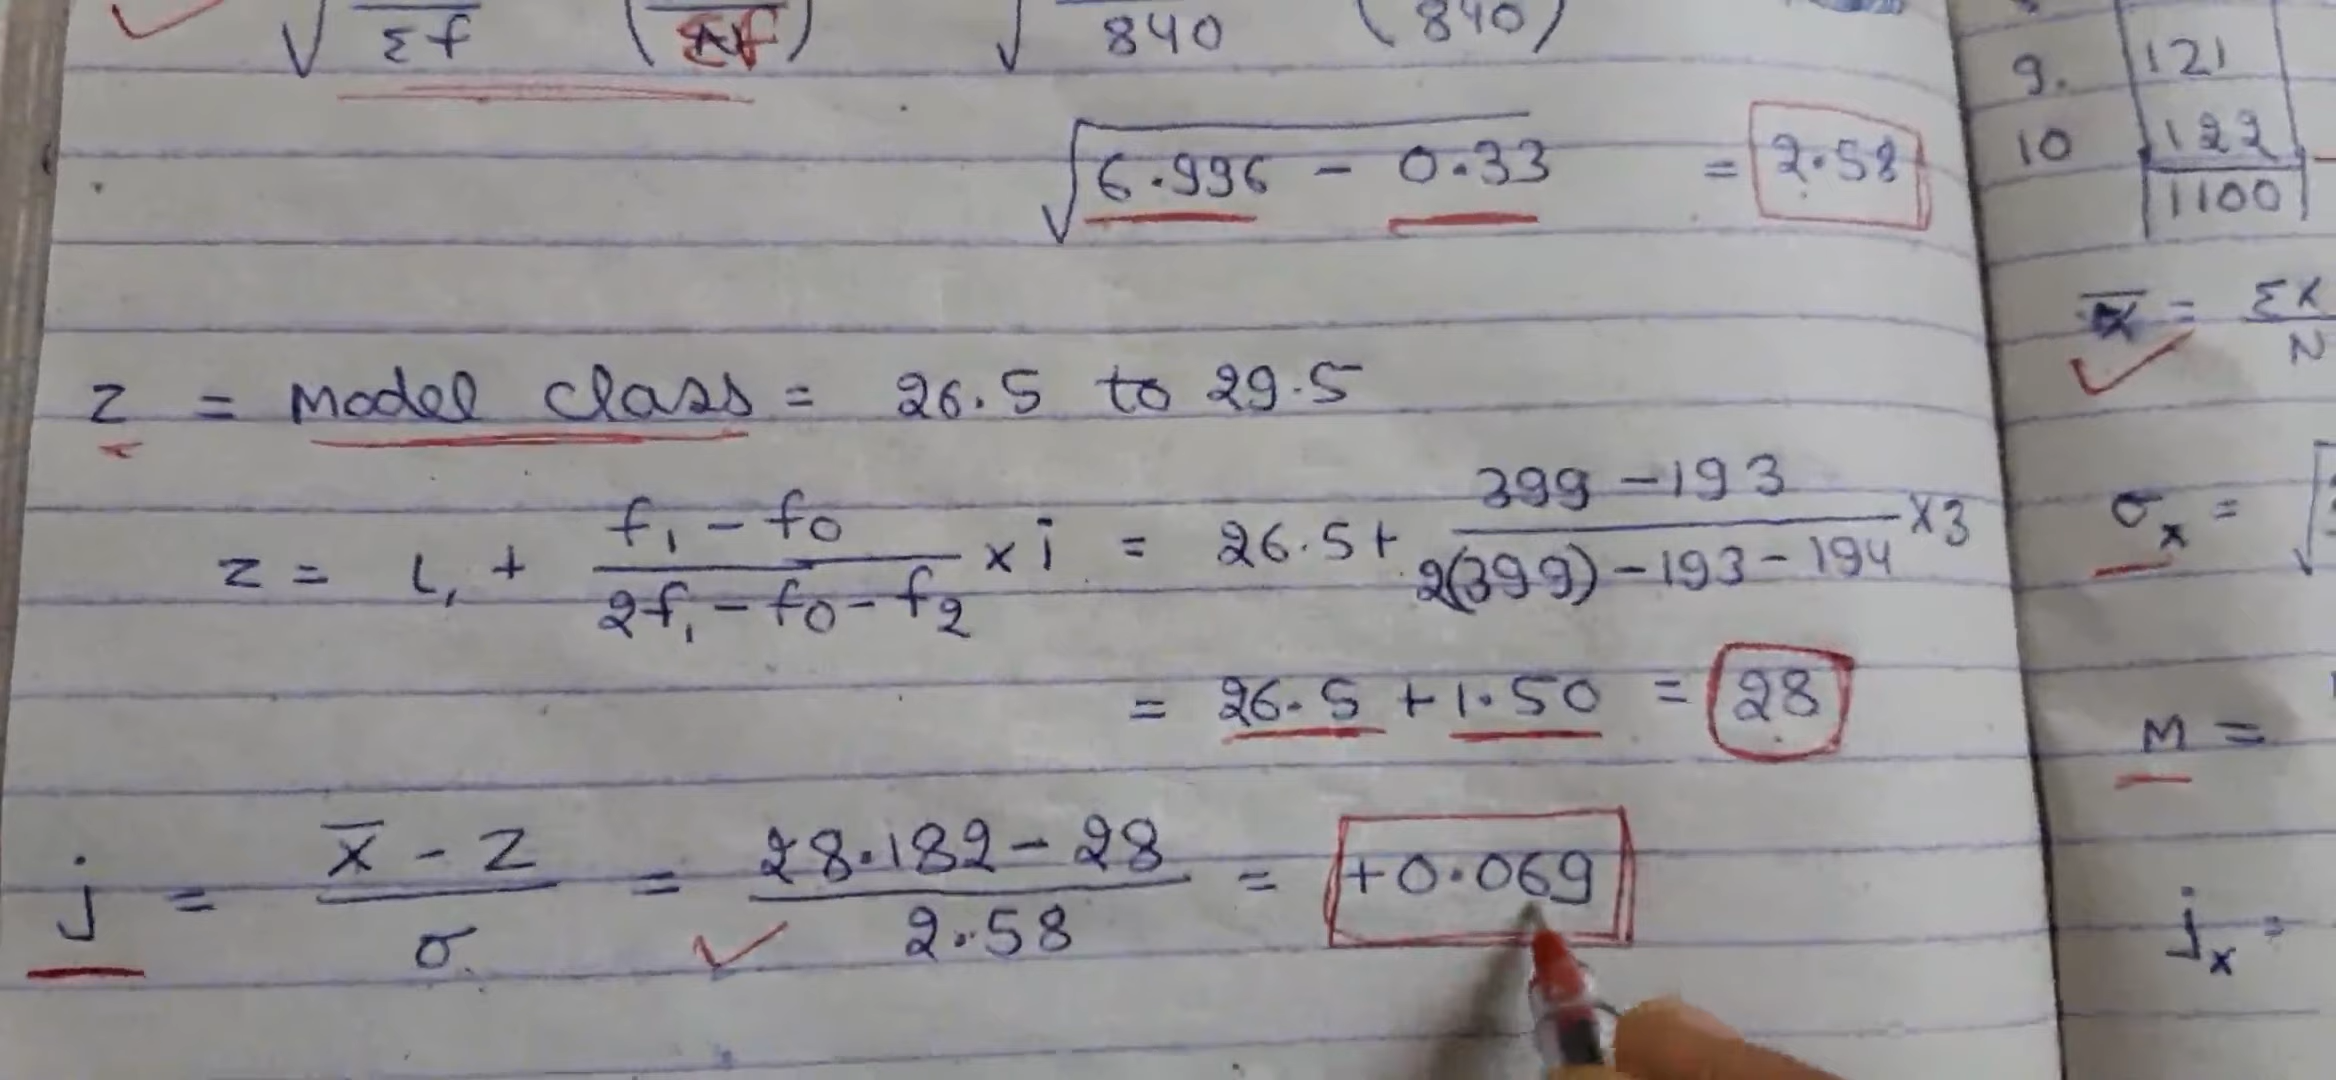 √ Σf ( Σf ) √ 840 ( 840 )
√6.996 - 0.33 = 2.58
z = Model class = 26.5 to 29.5
z = L₁ + (f₁ - f₀)/(2f₁ - f₀ - f₂) × i = 26.5 + (399 - 193)/(2(399) - 193 - 194) × 3
= 26.5 + 1.50 = 28
j = (x̄ - z)/σ = (28.182 - 28)/2.58 = +0.069
9. 121
10 122
1100
x̄ = ΣX/N
σₓ = √
M =
jₓ =